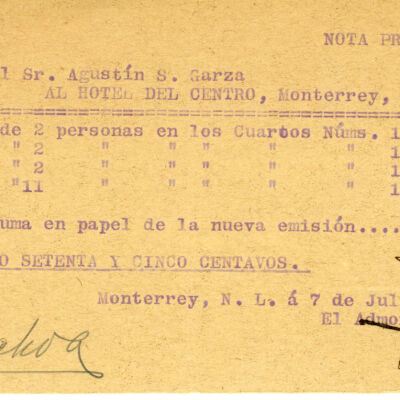 NOTA PR
l Sr. Agustín S. Garza
AL HOTEL DEL CENTRO, Monterrey,
de 2 personas en los Cuartos Núms. 1
" 2 " " " " " 1
" 2 " " " " " 1
"11 " " " " " 1
uma en papel de la nueva emisión....
O SETENTA Y CINCO CENTAVOS.
Monterrey, N. L. á 7 de Jul
El Admo